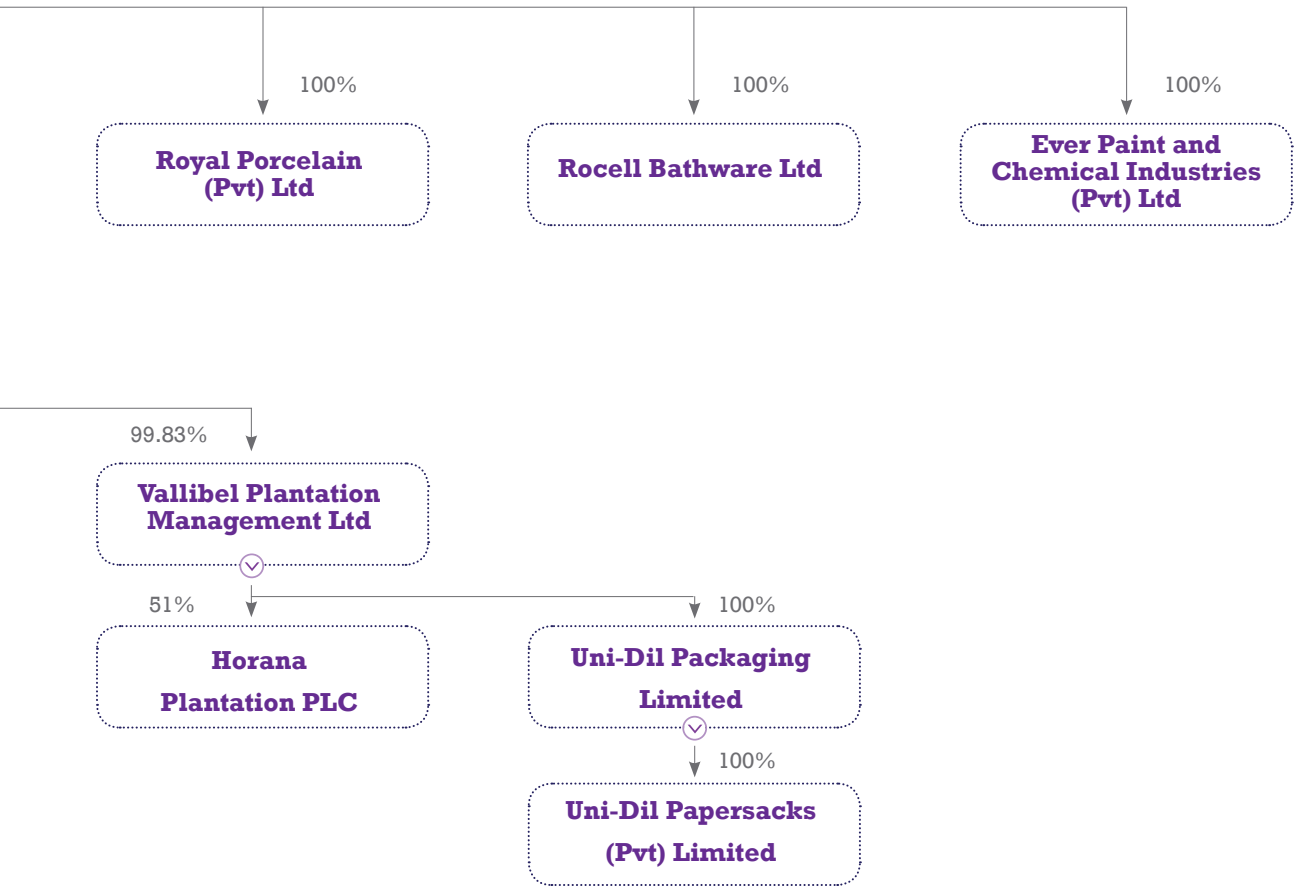 100%
100%
100%
Royal Porcelain
(Pvt) Ltd
Rocell Bathware Ltd
Ever Paint and
Chemical Industries
(Pvt) Ltd
99.83%
Vallibel Plantation
Management Ltd
51%
100%
Horana
Plantation PLC
Uni-Dil Packaging
Limited
100%
Uni-Dil Papersacks
(Pvt) Limited